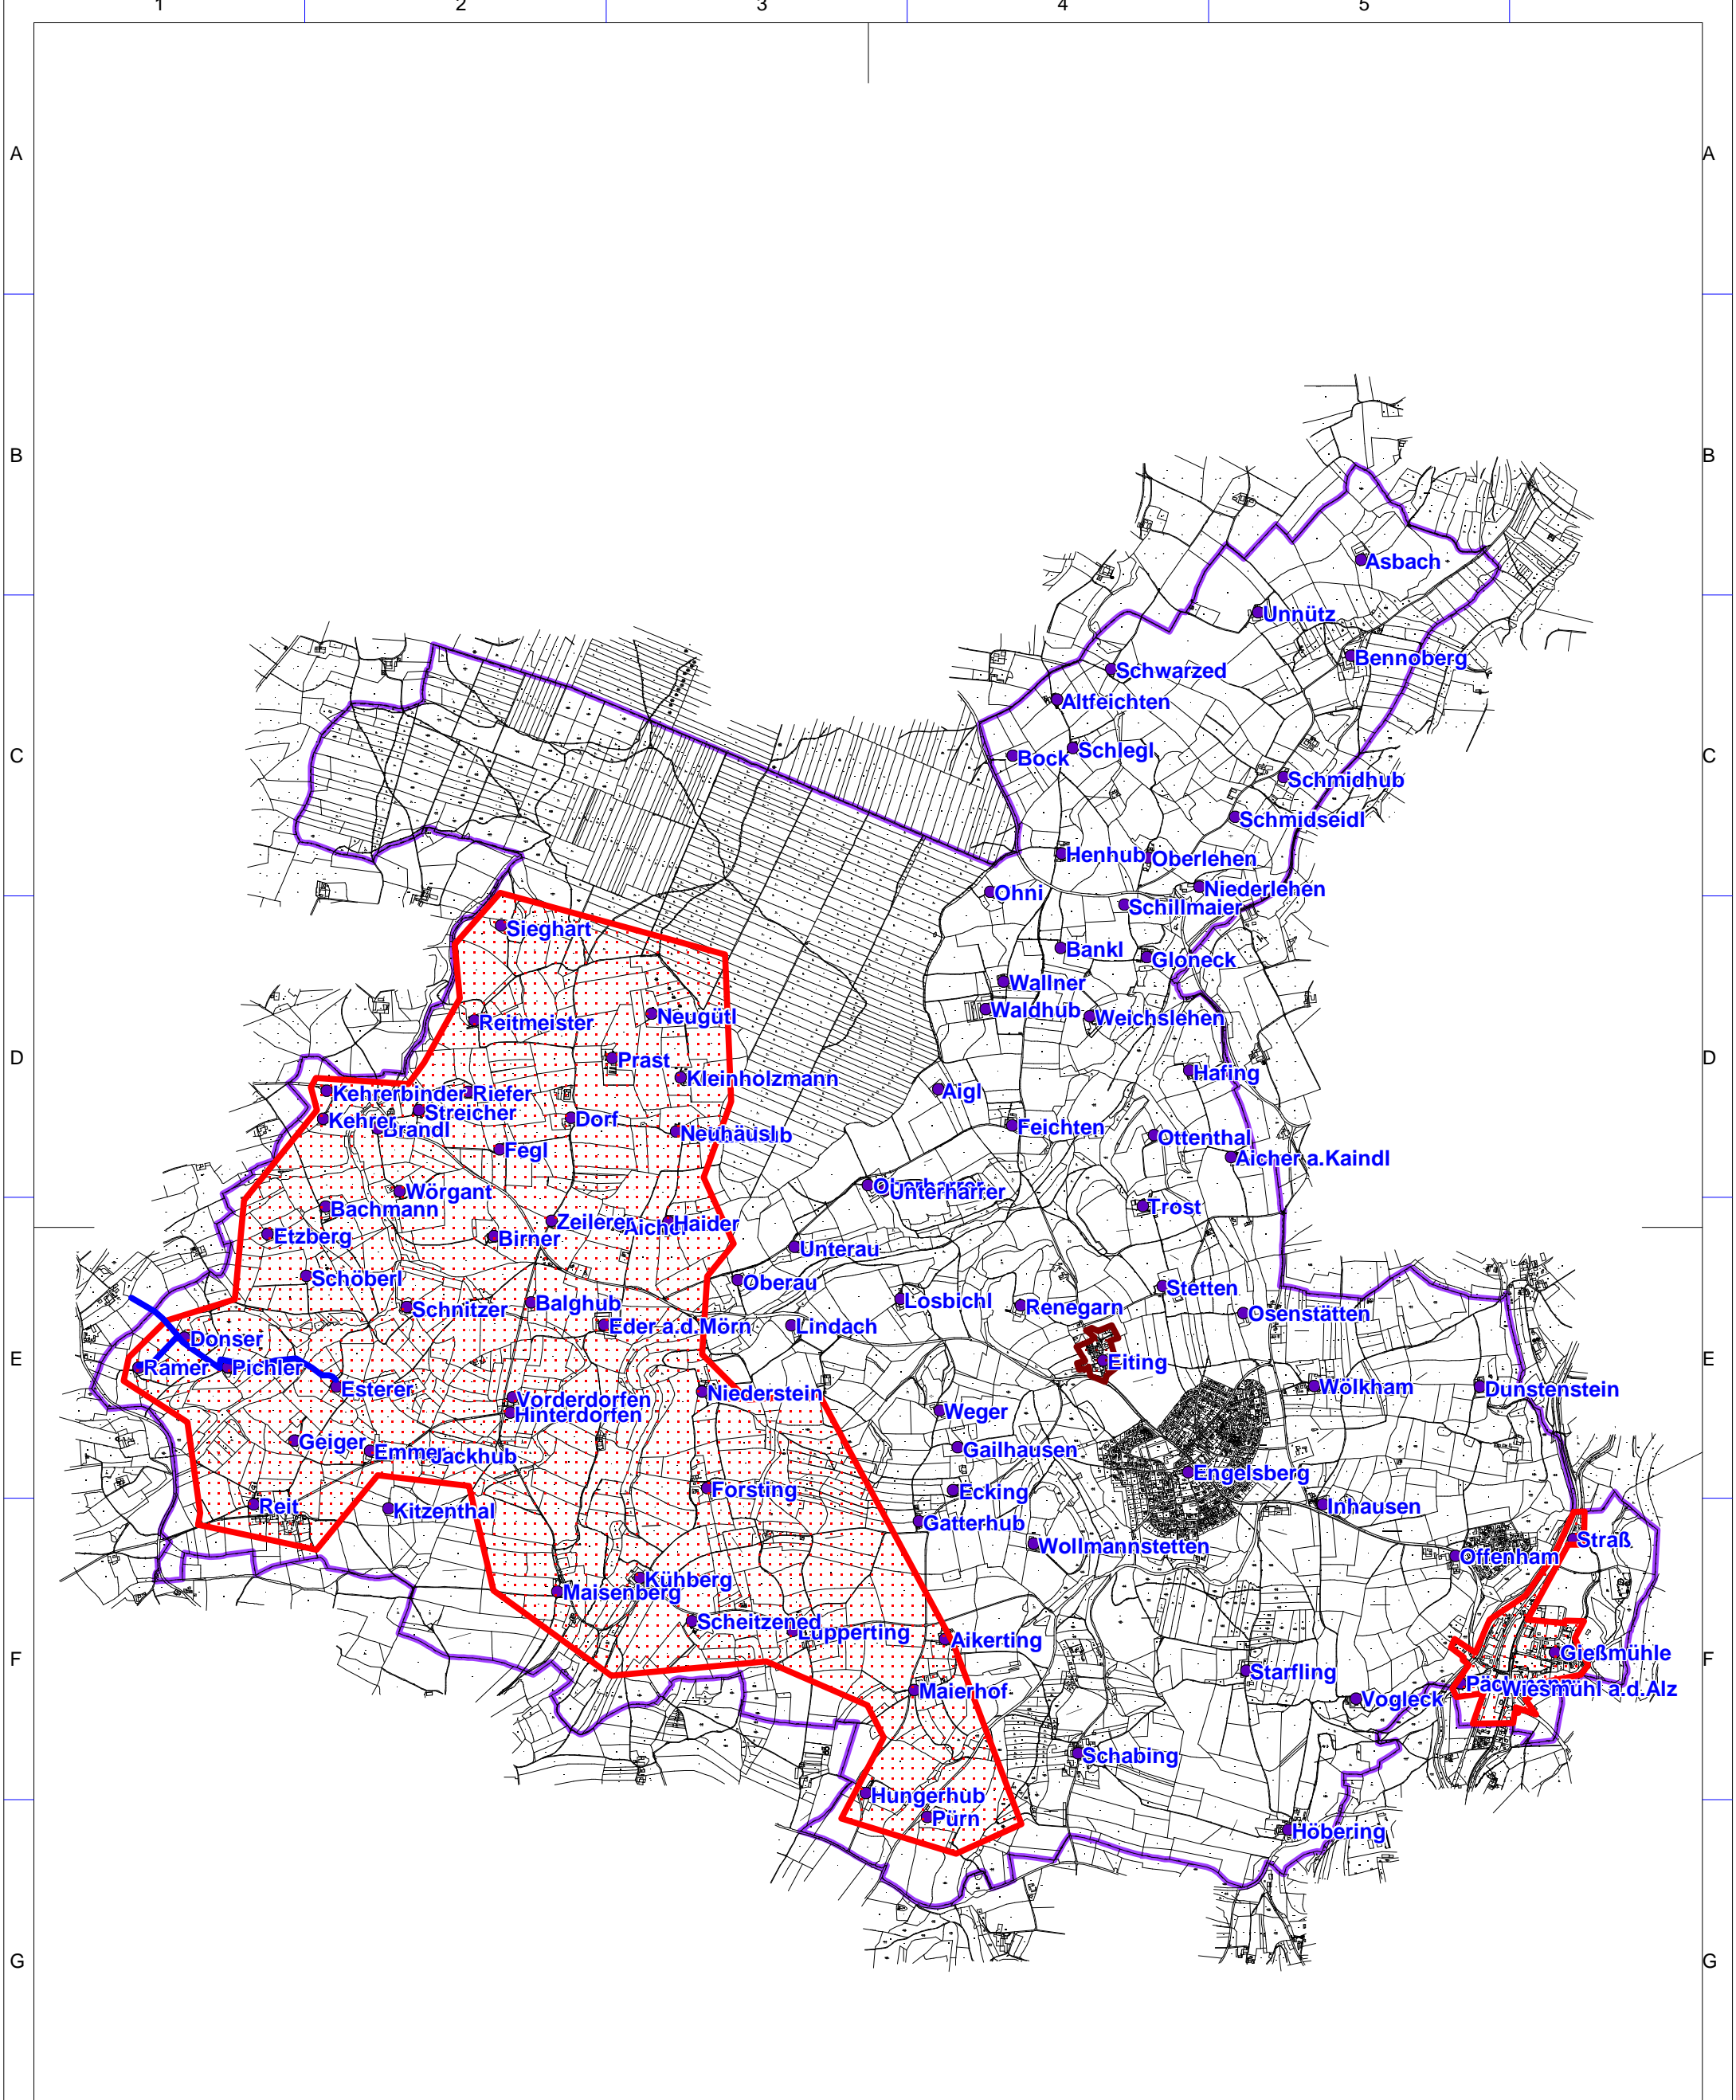 1 2 3 4 5
A A
B B
Asbach
Unnütz
Bennoberg
Schwarzed
Altfeichten
Schlegl
C Bock C
Schmidhub
Schmidseidl
Henhub Oberlehen
Ohni Niederlehen
Schillmaier
Sieghart
Bankl
Gloneck
Wallner
Neugütl Waldhub Weichslehen
Reitmeister
D Prast D
Kleinholzmann Hafing
Kehrerbinder Riefer Aigl
Streicher
Kehrer Brandl Dorf Feichten
Neuhäuslb Ottenthal
Fegl
Aicher a.Kaindl
Wörgant Unterharrer
Bachmann Trost
Zeilerer Haider
Etzberg Birner
Unterau
Schöberl Oberau
Stetten
Schnitzer Balghub Losbichl Renegarn
Osenstätten
Eder a.d.Mörn Lindach
Donser
E Ramer Pichler Eiting E
Esterer Wölkham Dunstenstein
Vorderdorfen Niederstein
Hinterdorfen Weger
Geiger Emmer Jackhub Gailhausen
Engelsberg
Forsting Ecking
Reit Kitzenthal Inhausen
Gatterhub
Straß
Wollmannstetten Offenham
Kühberg
Maisenberg
Scheitzened Lupperting
Aikerting
F Gießmühle F
Starfling
Maierhof Wiesmühl a.d.Alz
Vogleck
Schabing
Hungerhub
Purn
Höbering
G G